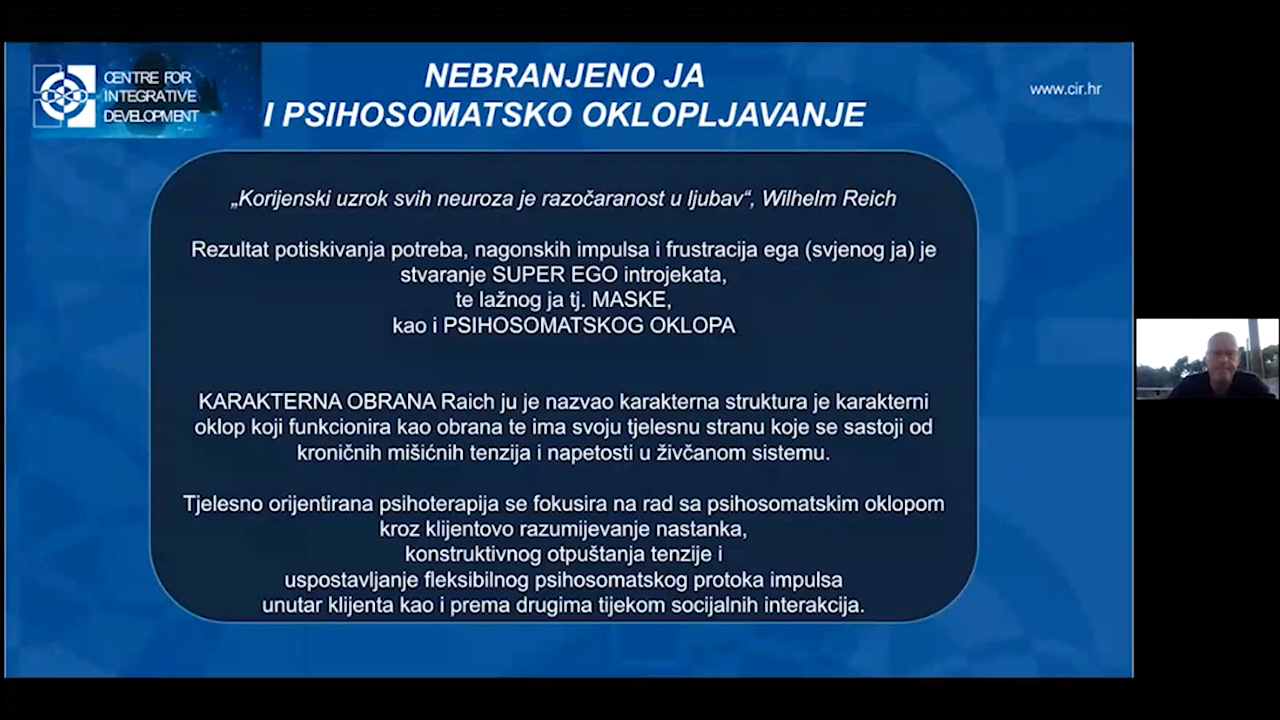 CENTRE FOR
INTEGRATIVE
DEVELOPMENT
NEBRANJENO JA
I PSIHOSOMATSKO OKLOPLJAVANJE
www.cir.hr
„Korijenski uzrok svih neuroza je razočaranost u ljubav“, Wilhelm Reich
Rezultat potiskivanja potreba, nagonskih impulsa i frustracija ega (svjenog ja) je
stvaranje SUPER EGO introjekata,
te lažnog ja tj. MASKE,
kao i PSIHOSOMATSKOG OKLOPA
KARAKTERNA OBRANA Raich ju je nazvao karakterna struktura je karakterni
oklop koji funkcionira kao obrana te ima svoju tjelesnu stranu koje se sastoji od
kroničnih mišićnih tenzija i napetosti u živčanom sistemu.
Tjelesno orijentirana psihoterapija se fokusira na rad sa psihosomatskim oklopom
kroz klijentovo razumijevanje nastanka,
konstruktivnog otpuštanja tenzije i
uspostavljanje fleksibilnog psihosomatskog protoka impulsa
unutar klijenta kao i prema drugima tijekom socijalnih interakcija.